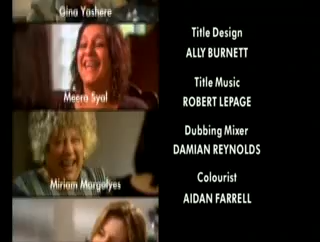 Gina Yashere
Meera Syal
Miriam Margolyes
Title Design
ALLY BURNETT
Title Music
ROBERT LEPAGE
Dubbing Mixer
DAMIAN REYNOLDS
Colourist
AIDAN FARRELL